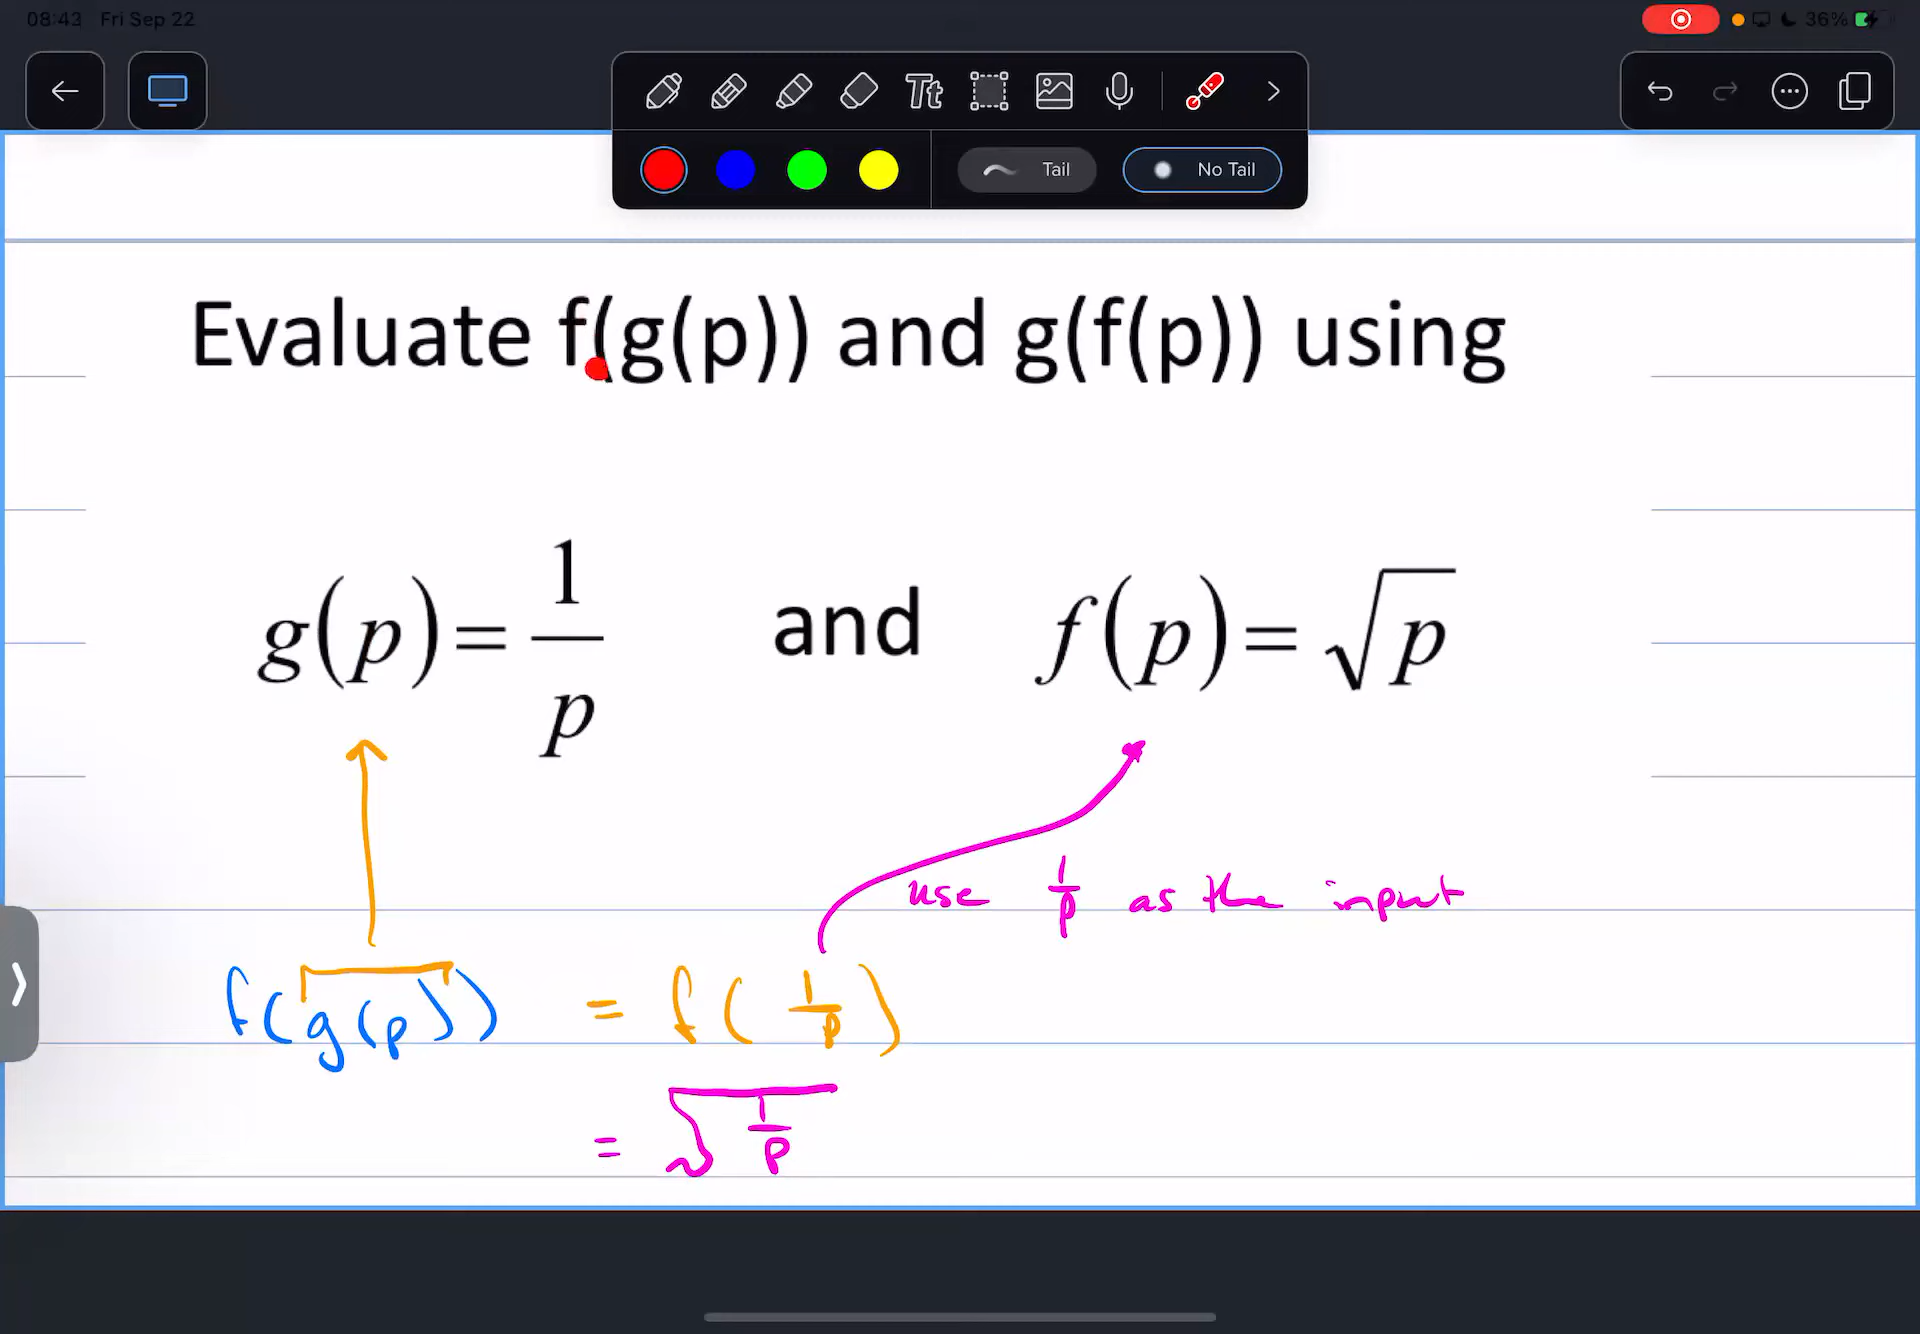 08:43 Fri Sep 22
36%
Tt
Tail No Tail
Evaluate f(g(p)) and g(f(p)) using
g(p) = 1/p and f(p) = √p
use 1/p as the input
f(g(p)) = f(1/p)
= √(1/p)